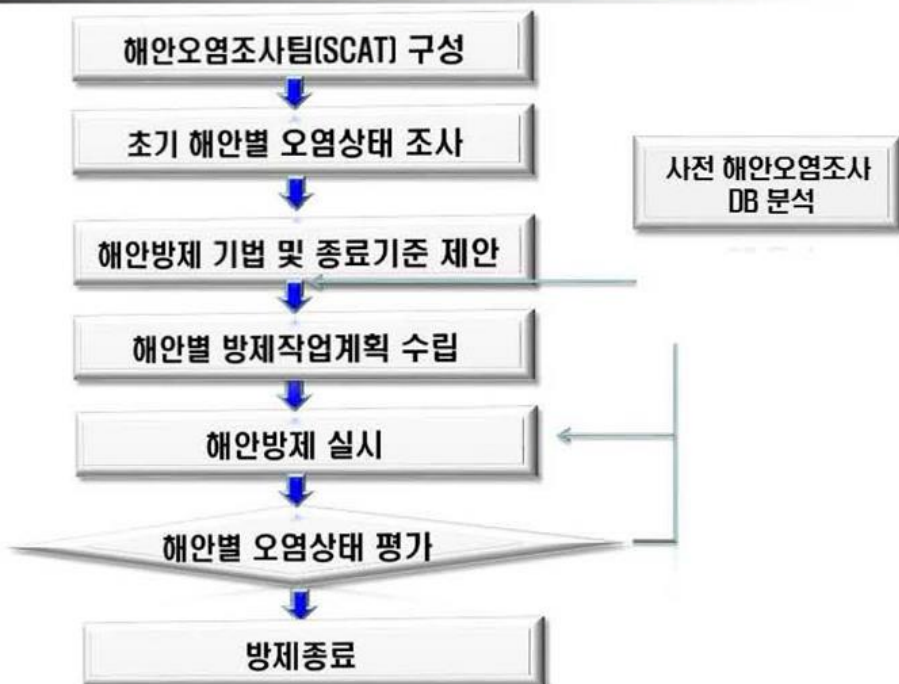 해안오염조사팀(SCAT) 구성
초기 해안별 오염상태 조사
사전 해안오염조사
DB 분석
해안방제 기법 및 종료기준 제안
해안별 방제작업계획 수립
해안방제 실시
해안별 오염상태 평가
방제종료